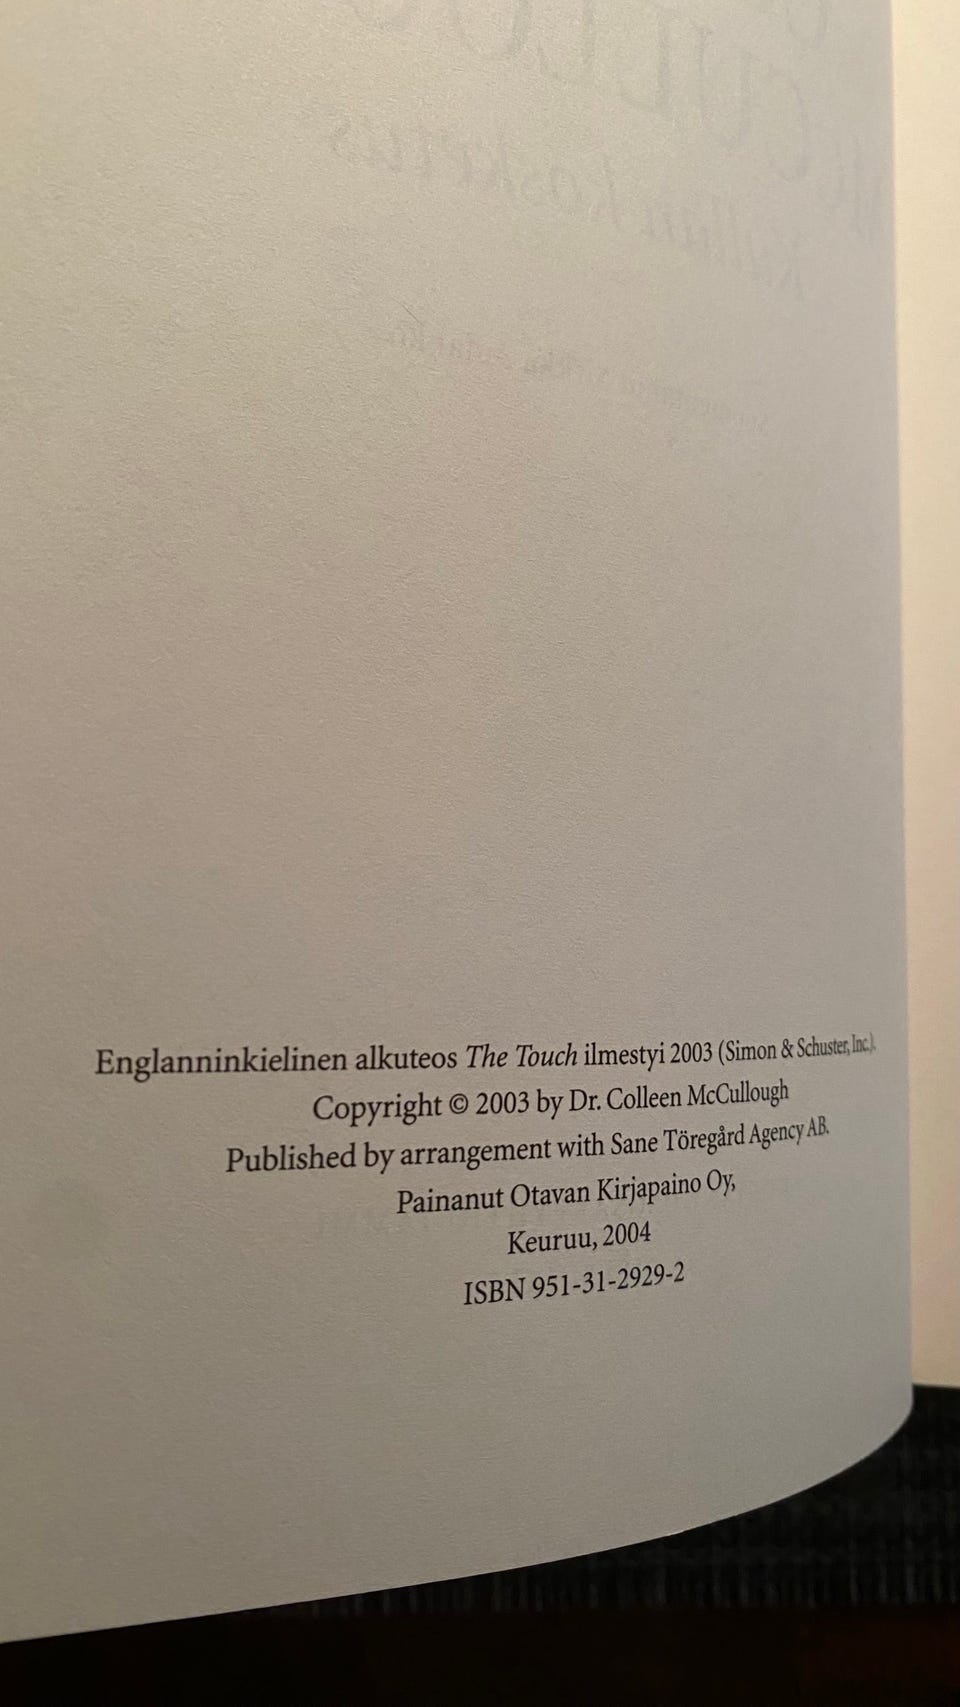 Englanninkielinen alkuteos The Touch ilmestyi 2003 (Simon & Schuster, Inc.).
Copyright © 2003 by Dr. Colleen McCullough
Published by arrangement with Sane Töregård Agency AB.
Painanut Otavan Kirjapaino Oy,
Keuruu, 2004
ISBN 951-31-2929-2